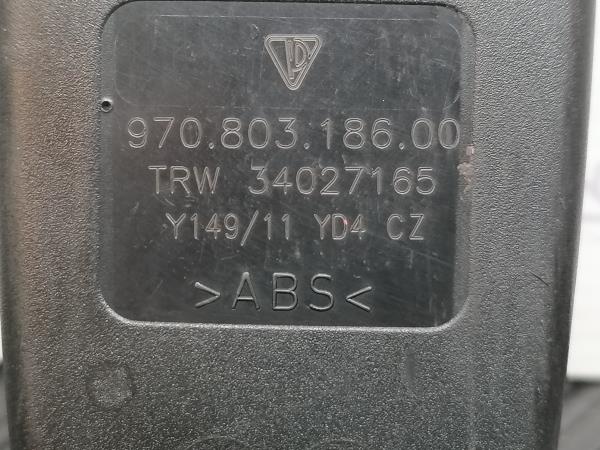 970.803.186.00
TRW 34027165
Y149/11 YD4 CZ
>ABS<